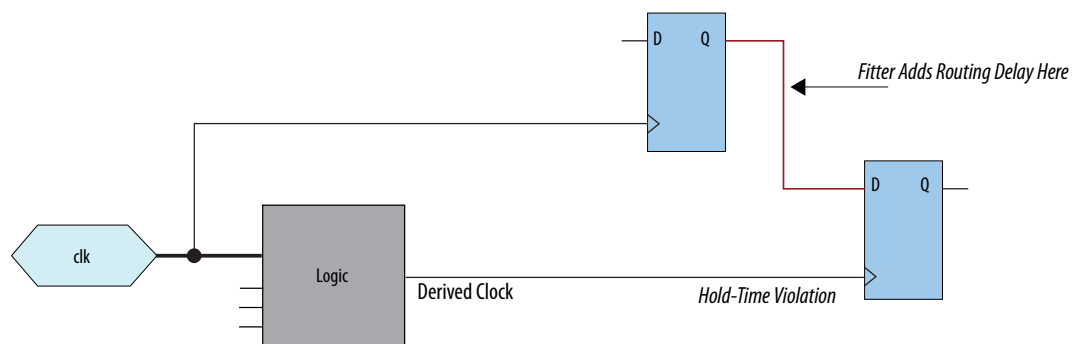 D Q
Fitter Adds Routing Delay Here
D Q
clk
Logic
Derived Clock
Hold-Time Violation